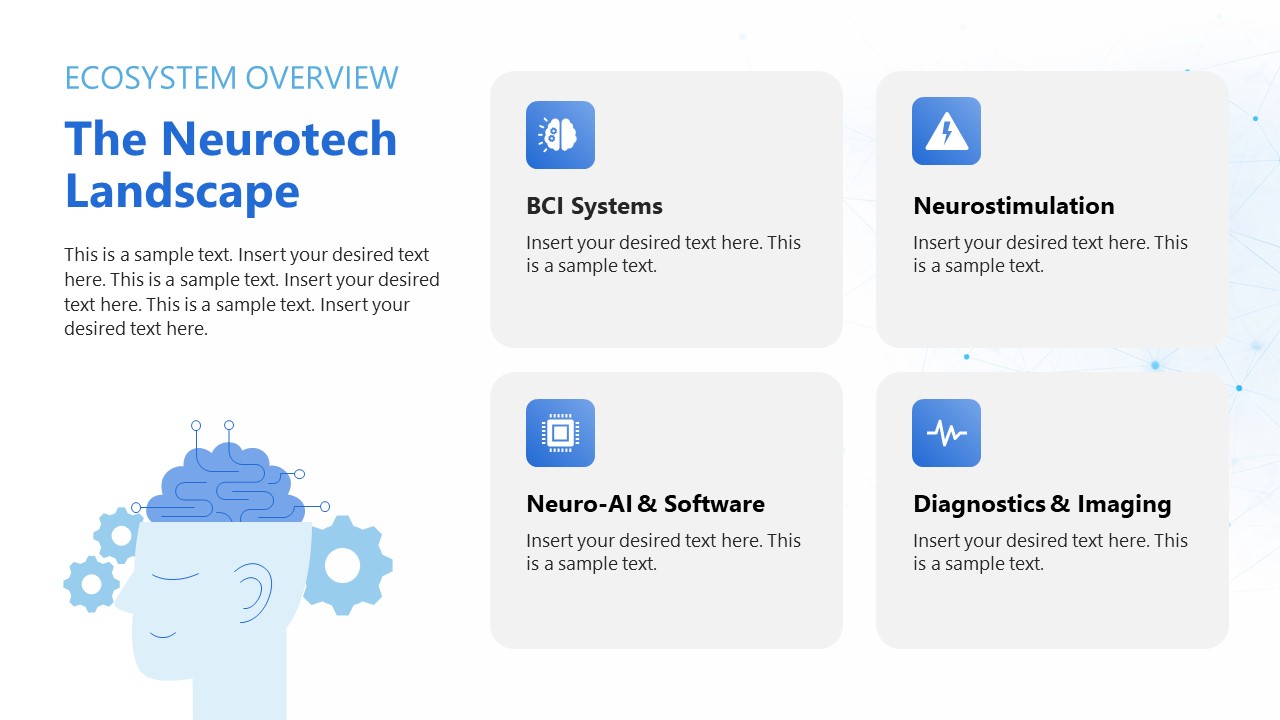 ECOSYSTEM OVERVIEW
The Neurotech
Landscape
This is a sample text. Insert your desired text
here. This is a sample text. Insert your desired
text here. This is a sample text. Insert your
desired text here.
BCI Systems
Insert your desired text here. This
is a sample text.
Neurostimulation
Insert your desired text here. This
is a sample text.
Neuro-AI & Software
Insert your desired text here. This
is a sample text.
Diagnostics & Imaging
Insert your desired text here. This
is a sample text.